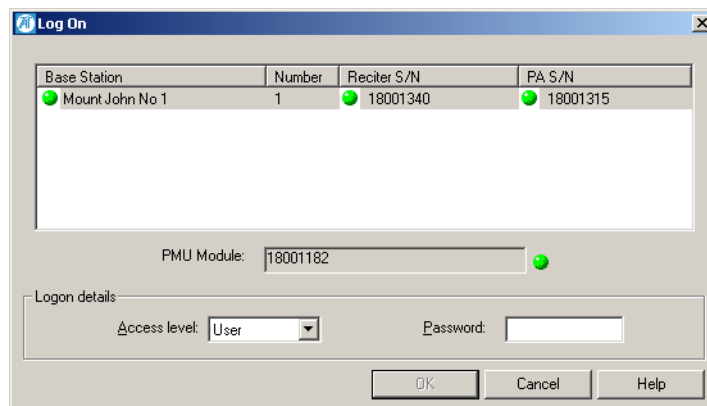 Log On
Base Station Number Reciter S/N PA S/N
Mount John No 1 1 18001340 18001315
PMU Module: 18001182
Logon details
Access level: User Password:
OK Cancel Help